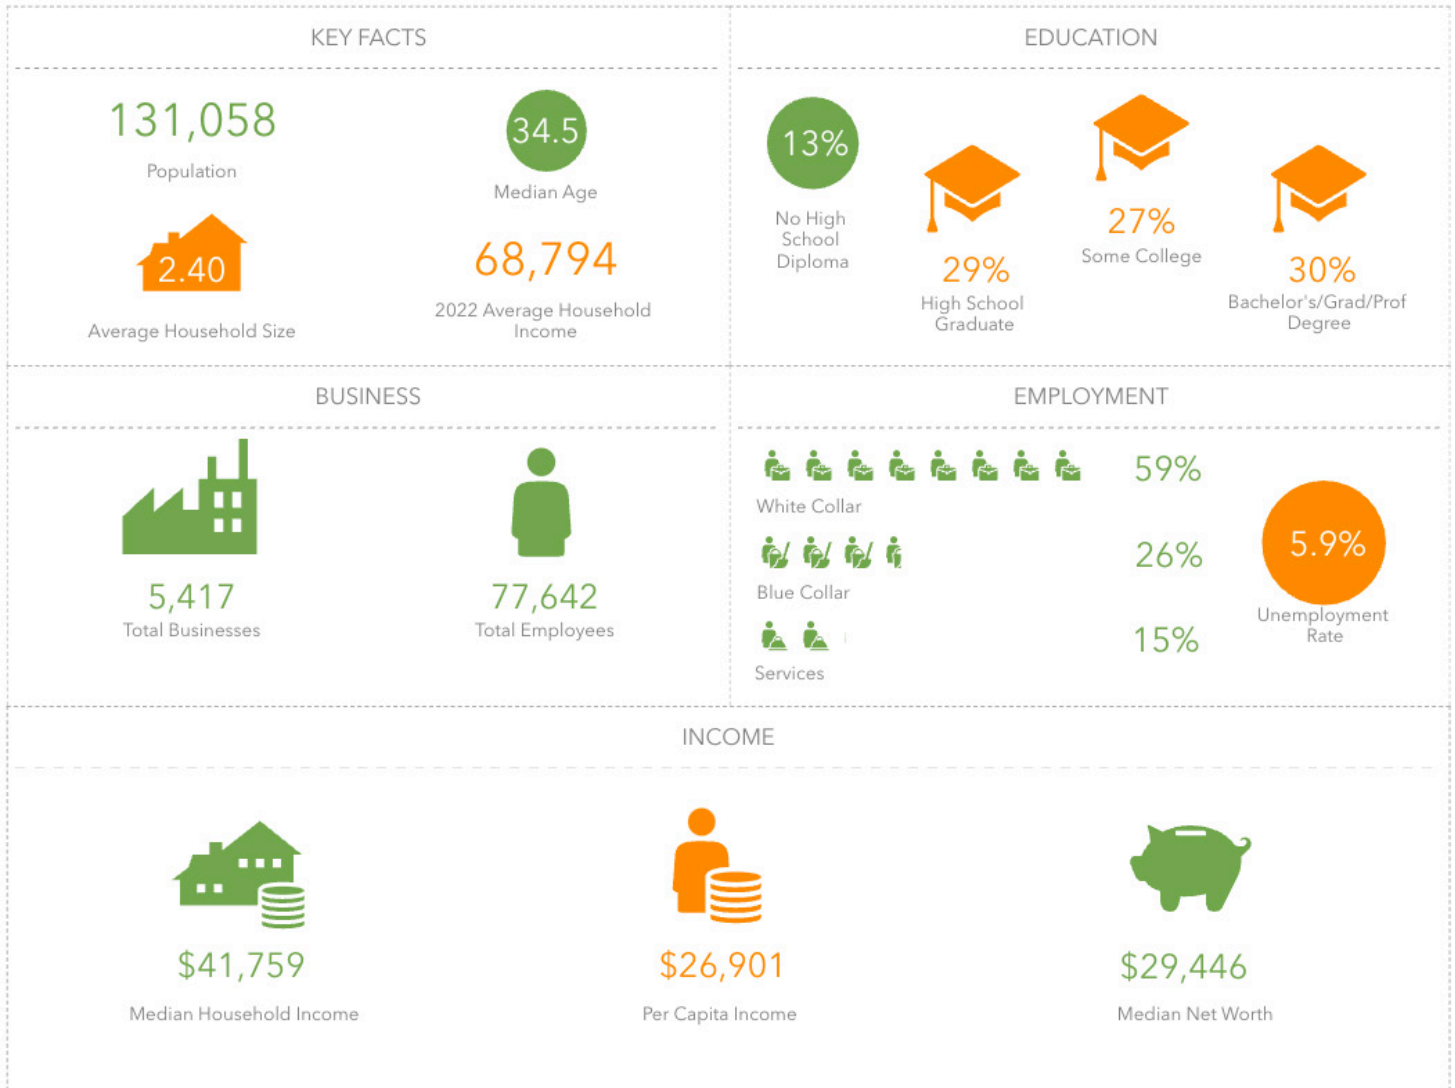 KEY FACTS
131,058
Population
34.5
Median Age
2.40
Average Household Size
68,794
2022 Average Household
Income
EDUCATION
13%
No High
School
Diploma
29%
High School
Graduate
27%
Some College
30%
Bachelor's/Grad/Prof
Degree
BUSINESS
5,417
Total Businesses
77,642
Total Employees
EMPLOYMENT
59%
White Collar
26%
Blue Collar
15%
Services
5.9%
Unemployment
Rate
INCOME
$41,759
Median Household Income
$26,901
Per Capita Income
$29,446
Median Net Worth